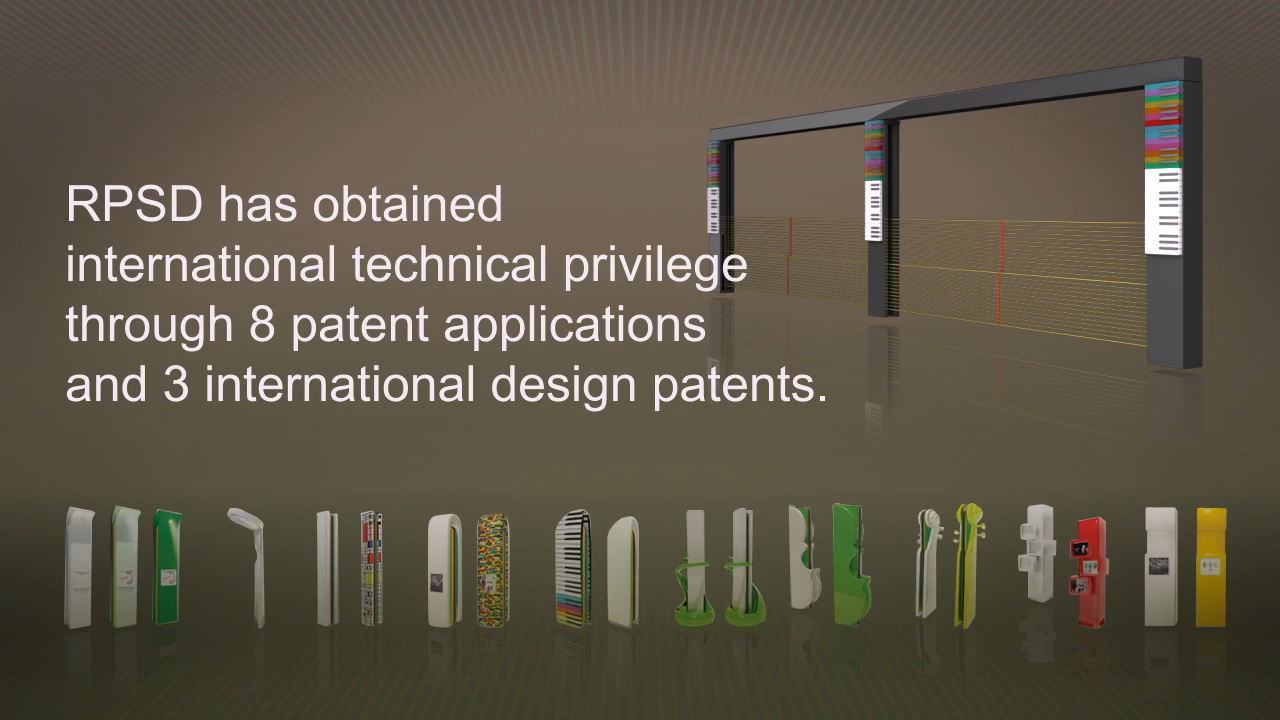 RPSD has obtained
international technical privilege
through 8 patent applications
and 3 international design patents.